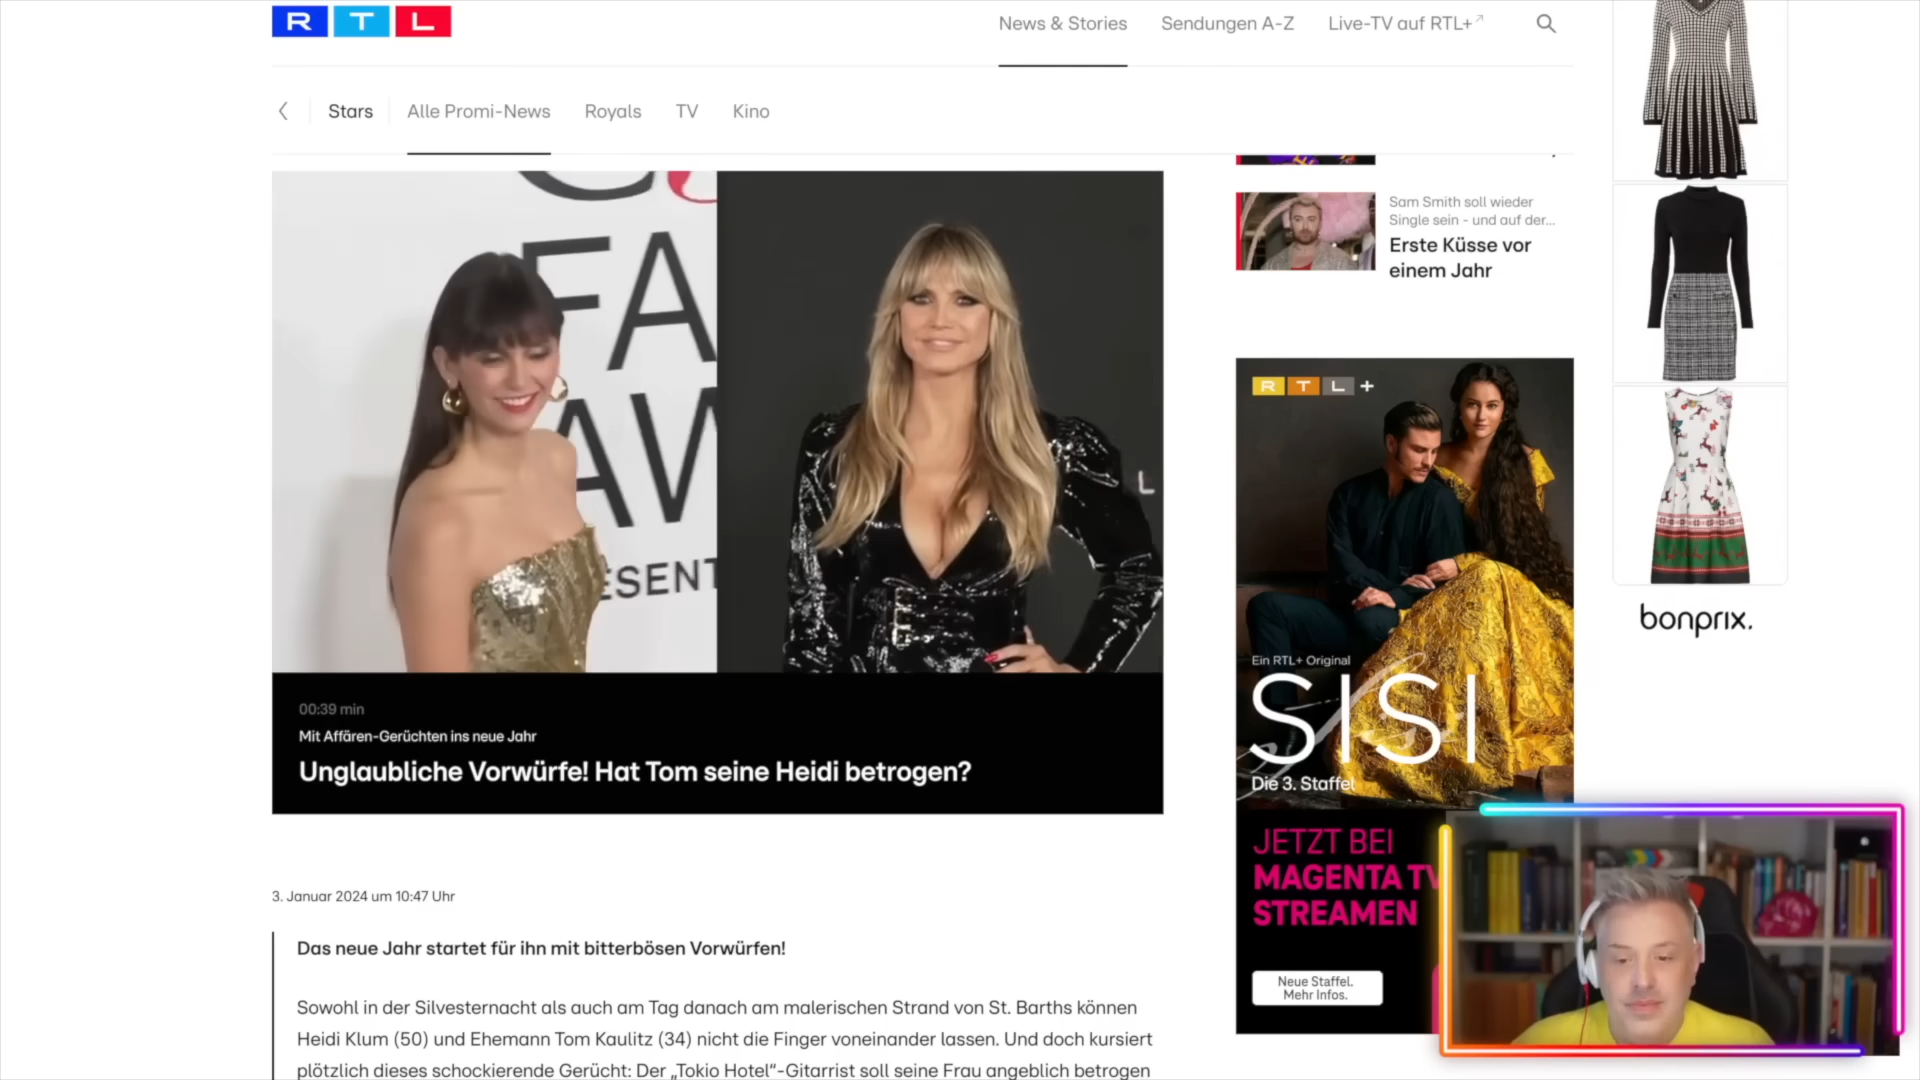 RTL
News & Stories
Sendungen A-Z
Live-TV auf RTL+
Stars
Alle Promi-News
Royals
TV
Kino
FA
AW
ESENT
L
00:39 min
Mit Affären-Gerüchten ins neue Jahr
Unglaubliche Vorwürfe! Hat Tom seine Heidi betrogen?
3. Januar 2024 um 10:47 Uhr
Das neue Jahr startet für ihn mit bitterbösen Vorwürfen!
Sowohl in der Silvesternacht als auch am Tag danach am malerischen Strand von St. Barths können
Heidi Klum (50) und Ehemann Tom Kaulitz (34) nicht die Finger voneinander lassen. Und doch kursiert
plötzlich dieses schockierende Gerücht: Der „Tokio Hotel“-Gitarrist soll seine Frau angeblich betrogen
Sam Smith soll wieder
Single sein - und auf der...
Erste Küsse vor
einem Jahr
RTL+
Ein RTL+ Original
SISI
Die 3. Staffel
JETZT BEI
MAGENTA TV
STREAMEN
Neue Staffel.
Mehr Infos.
bonprix.